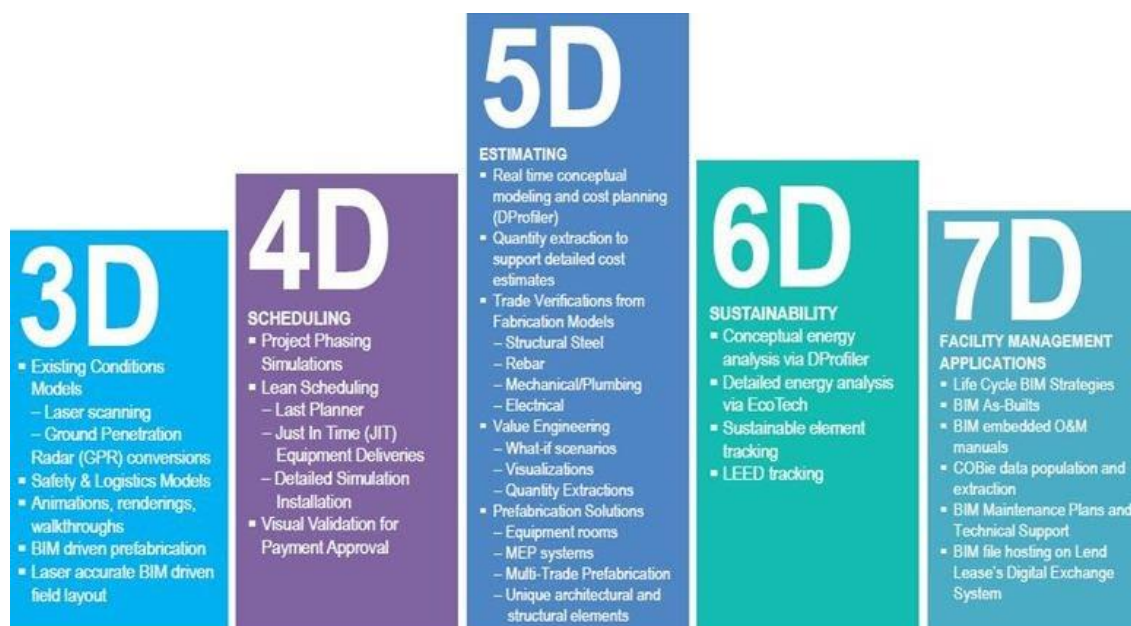 3D
▪ Existing Conditions
Models
– Laser scanning
– Ground Penetration
Radar (GPR) conversions
▪ Safety & Logistics Models
▪ Animations, renderings,
walkthroughs
▪ BIM driven prefabrication
▪ Laser accurate BIM driven
field layout
4D
SCHEDULING
▪ Project Phasing
Simulations
▪ Lean Scheduling
– Last Planner
– Just In Time (JIT)
Equipment Deliveries
– Detailed Simulation
Installation
▪ Visual Validation for
Payment Approval
5D
ESTIMATING
▪ Real time conceptual
modeling and cost planning
(DProfiler)
▪ Quantity extraction to
support detailed cost
estimates
▪ Trade Verifications from
Fabrication Models
– Structural Steel
– Rebar
– Mechanical/Plumbing
– Electrical
▪ Value Engineering
– What-if scenarios
– Visualizations
– Quantity Extractions
▪ Prefabrication Solutions
– Equipment rooms
– MEP systems
– Multi-Trade Prefabrication
– Unique architectural and
structural elements
6D
SUSTAINABILITY
▪ Conceptual energy
analysis via DProfiler
▪ Detailed energy analysis
via EcoTech
▪ Sustainable element
tracking
▪ LEED tracking
7D
FACILITY MANAGEMENT
APPLICATIONS
▪ Life Cycle BIM Strategies
▪ BIM As-Builts
▪ BIM embedded O&M
manuals
▪ COBie data population and
extraction
▪ BIM Maintenance Plans and
Technical Support
▪ BIM file hosting on Lend
Lease's Digital Exchange
System